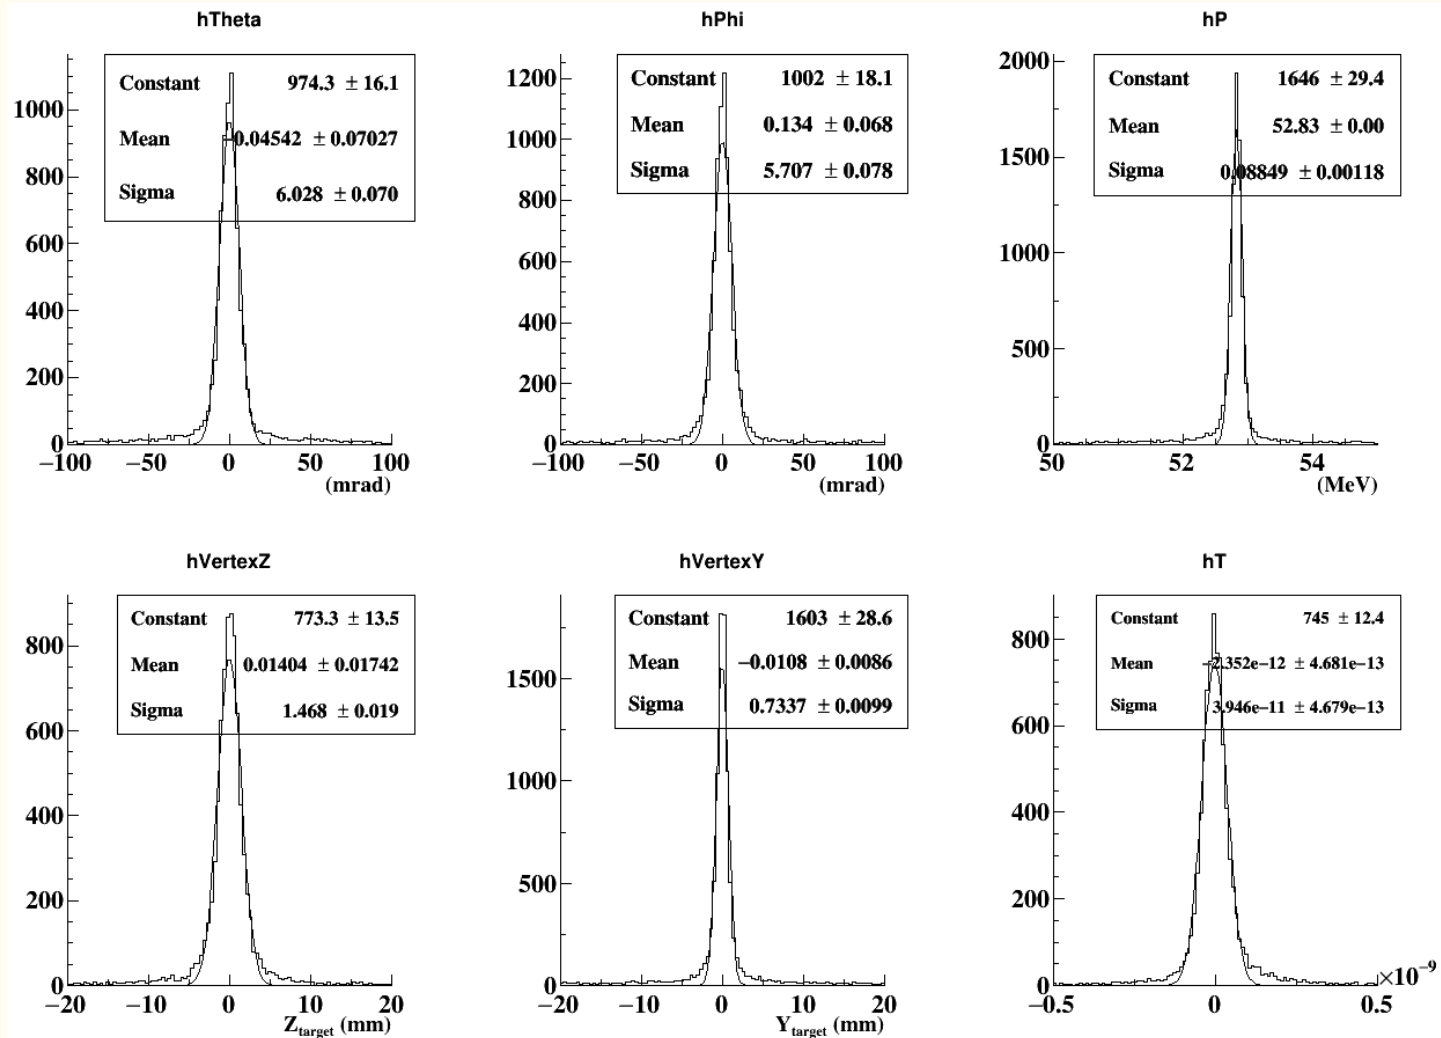 hTheta
Constant 974.3 ± 16.1
Mean −0.04542 ± 0.07027
Sigma 6.028 ± 0.070
1000
800
600
400
200
0
−100 −50 0 50 100
(mrad)
hPhi
Constant 1002 ± 18.1
Mean 0.134 ± 0.068
Sigma 5.707 ± 0.078
1200
1000
800
600
400
200
0
−100 −50 0 50 100
(mrad)
hP
Constant 1646 ± 29.4
Mean 52.83 ± 0.00
Sigma 0.08849 ± 0.00118
2000
1500
1000
500
0
50 52 54
(MeV)
hVertexZ
Constant 773.3 ± 13.5
Mean 0.01404 ± 0.01742
Sigma 1.468 ± 0.019
800
600
400
200
0
−20 −10 0 10 20
Ztarget (mm)
hVertexY
Constant 1603 ± 28.6
Mean −0.0108 ± 0.0086
Sigma 0.7337 ± 0.0099
1500
1000
500
0
−20 −10 0 10 20
Ytarget (mm)
hT
Constant 745 ± 12.4
Mean −2.352e−12 ± 4.681e−13
Sigma 3.946e−11 ± 4.679e−13
800
600
400
200
0
−0.5 0 0.5
×10−9